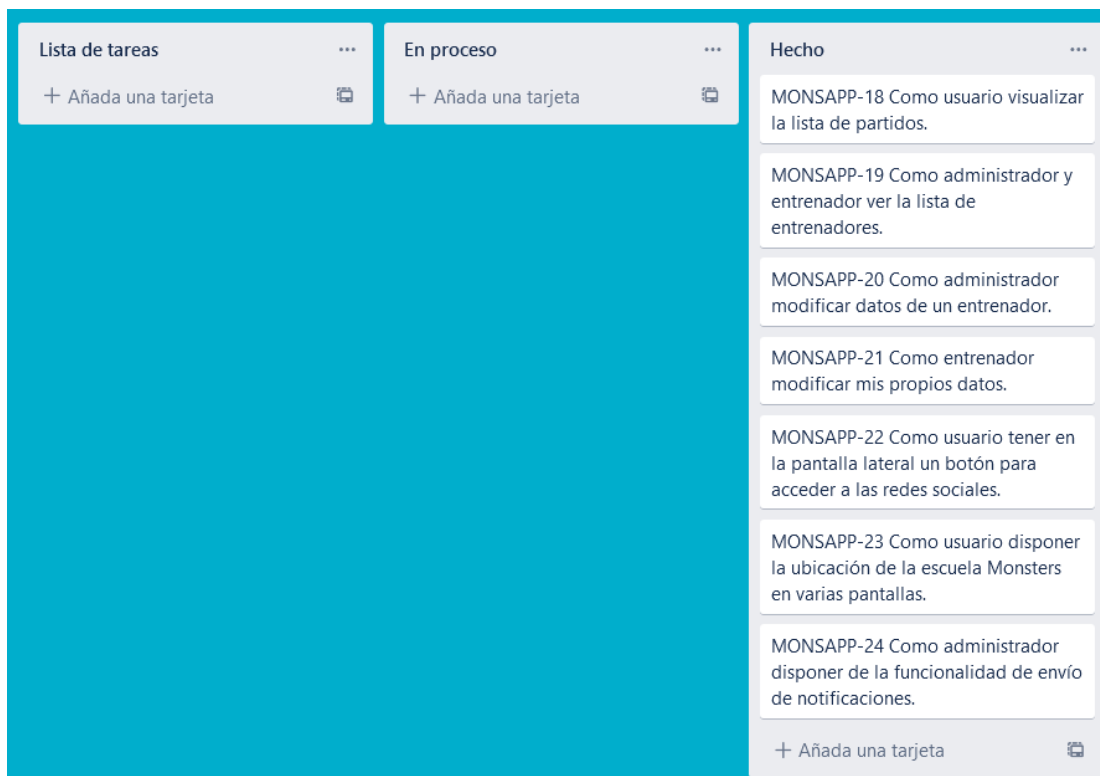 Lista de tareas
Añada una tarjeta
En proceso
Añada una tarjeta
Hecho
MONSAPP-18 Como usuario visualizar
la lista de partidos.
MONSAPP-19 Como administrador y
entrenador ver la lista de
entrenadores.
MONSAPP-20 Como administrador
modificar datos de un entrenador.
MONSAPP-21 Como entrenador
modificar mis propios datos.
MONSAPP-22 Como usuario tener en
la pantalla lateral un botón para
acceder a las redes sociales.
MONSAPP-23 Como usuario disponer
la ubicación de la escuela Monsters
en varias pantallas.
MONSAPP-24 Como administrador
disponer de la funcionalidad de envío
de notificaciones.
Añada una tarjeta